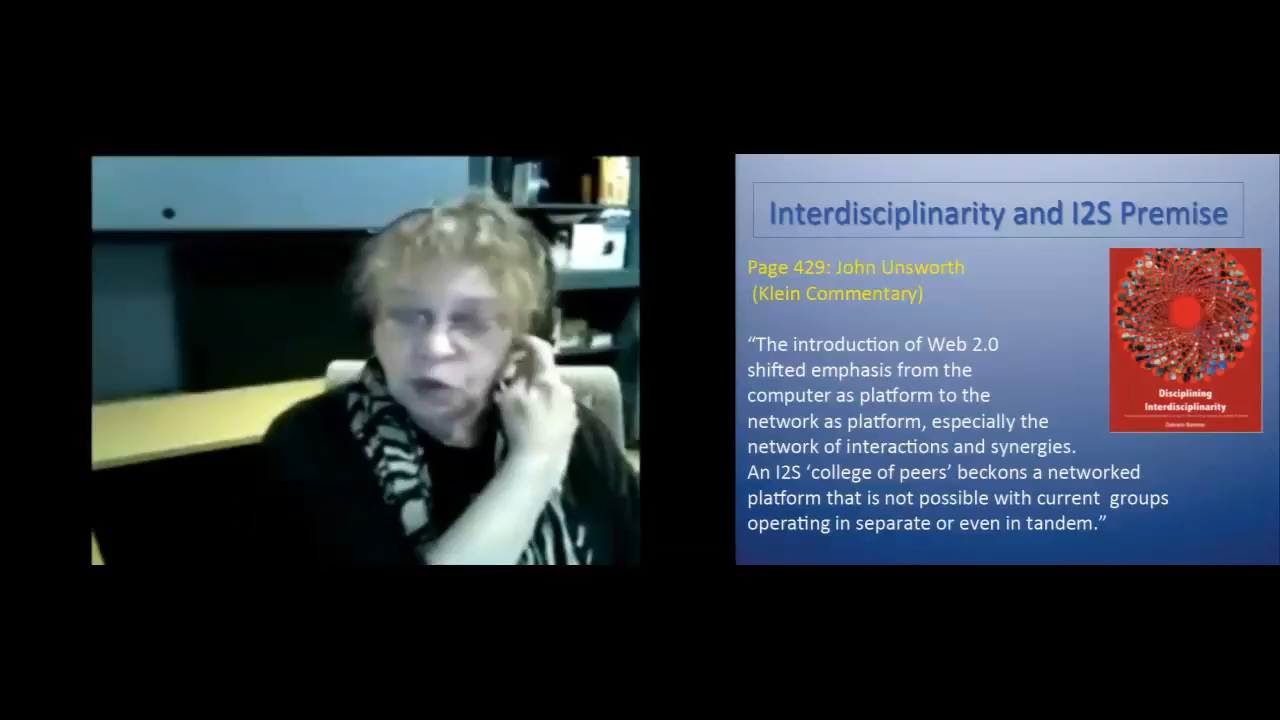 Interdisciplinarity and I2S Premise
Page 429: John Unsworth
(Klein Commentary)
“The introduction of Web 2.0
shifted emphasis from the
computer as platform to the
network as platform, especially the
network of interactions and synergies.
An I2S ‘college of peers’ beckons a networked
platform that is not possible with current groups
operating in separate or even in tandem.”
Disciplining
Interdisciplinarity